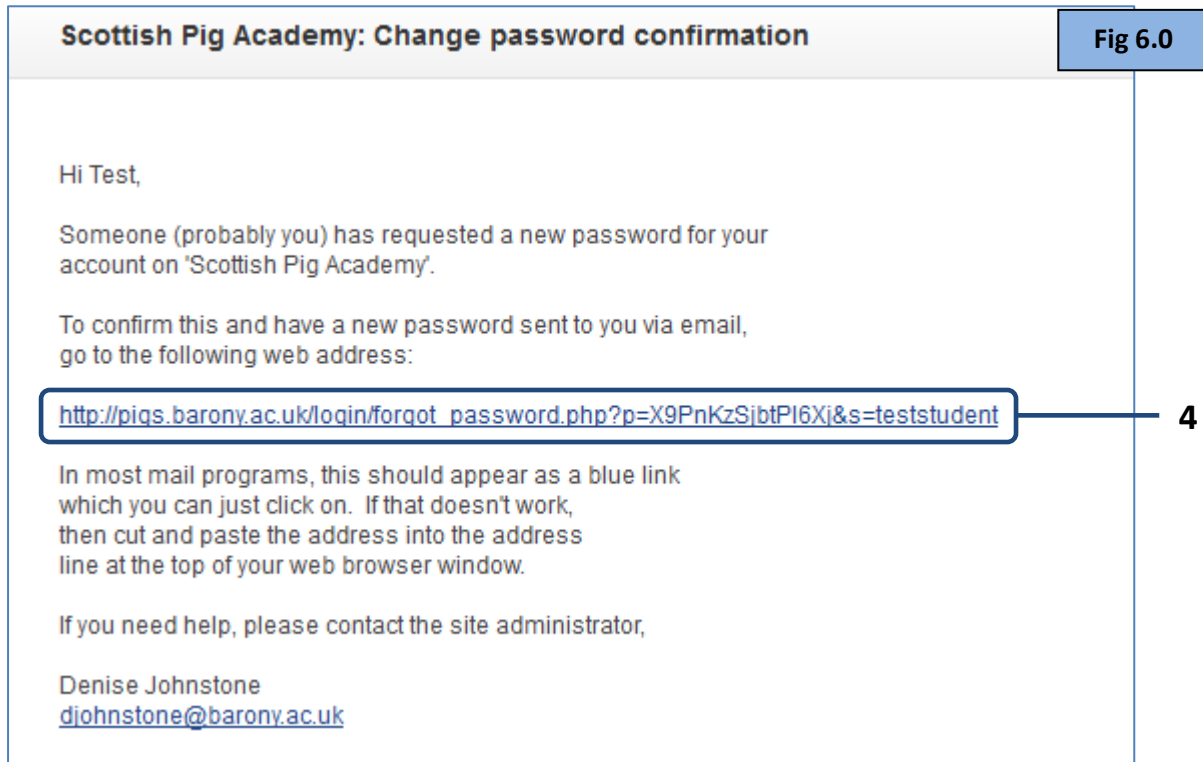 Scottish Pig Academy: Change password confirmation
Fig 6.0
Hi Test,
Someone (probably you) has requested a new password for your
account on 'Scottish Pig Academy'.
To confirm this and have a new password sent to you via email,
go to the following web address:
http://pigs.barony.ac.uk/login/forgot_password.php?p=X9PnKzSjbtPl6Xj&s=teststudent
4
In most mail programs, this should appear as a blue link
which you can just click on. If that doesn't work,
then cut and paste the address into the address
line at the top of your web browser window.
If you need help, please contact the site administrator,
Denise Johnstone
djohnstone@barony.ac.uk